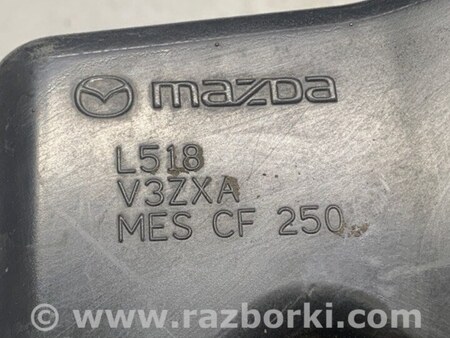 mazda
L518
V3ZXA
MES CF 250
© www.razborki.com